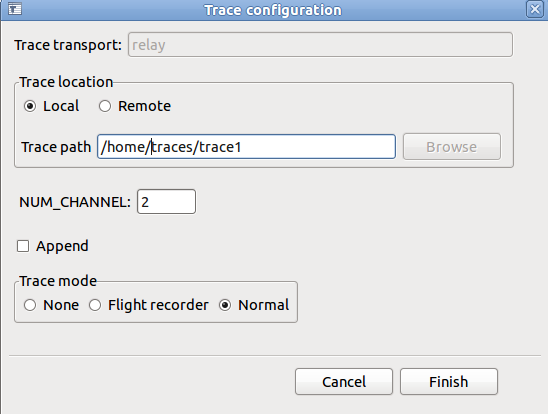 Trace configuration
Trace transport: relay
Trace location
Local Remote
Trace path /home/traces/trace1 Browse
NUM_CHANNEL: 2
Append
Trace mode
None Flight recorder Normal
Cancel Finish